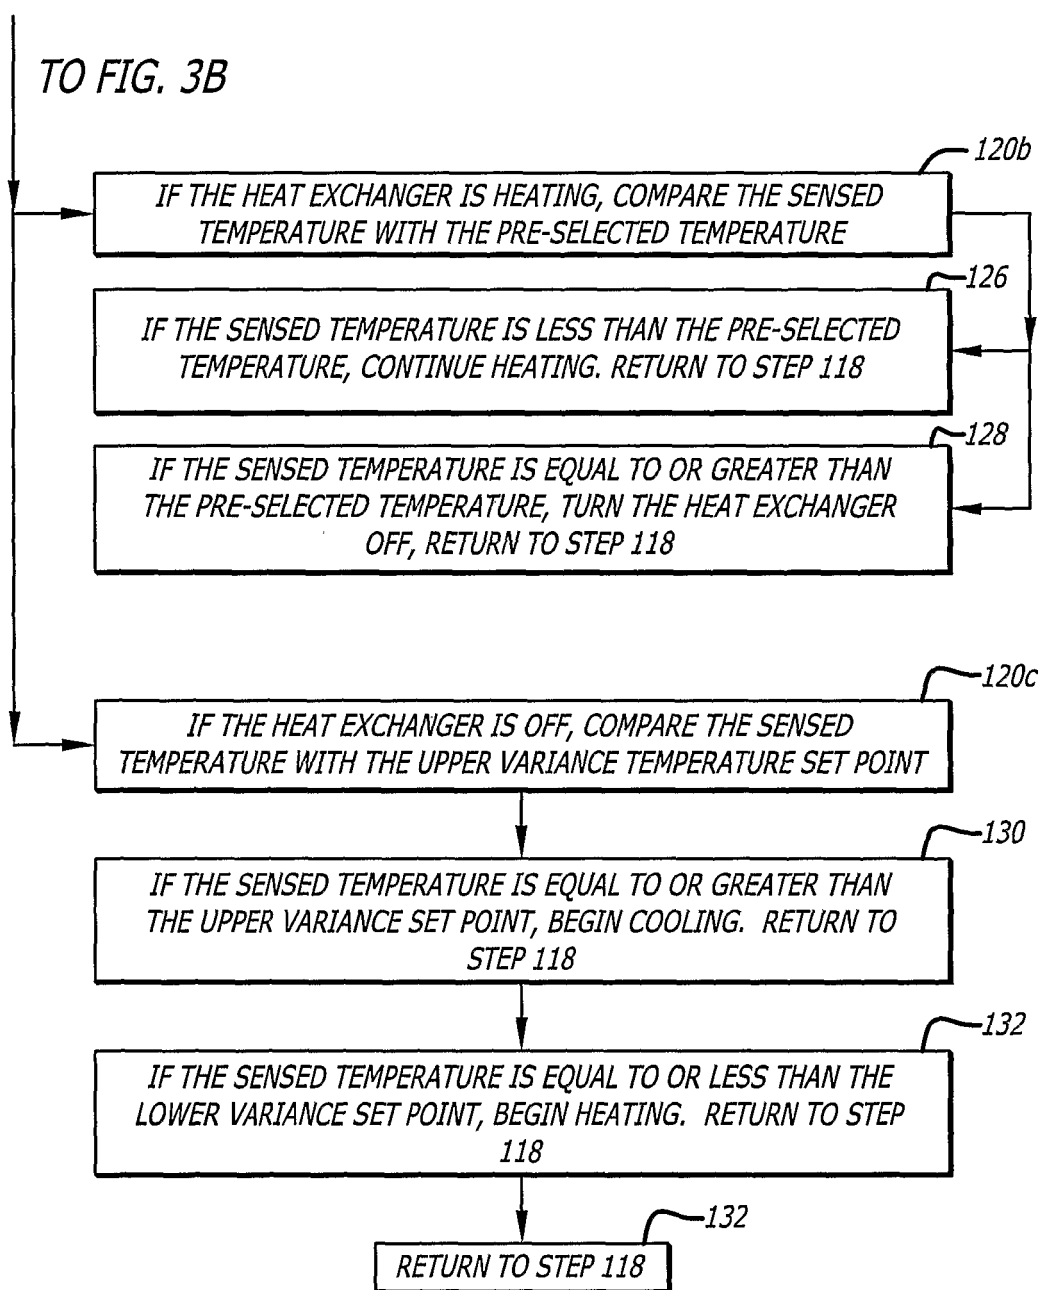 TO FIG. 3B
120b
IF THE HEAT EXCHANGER IS HEATING, COMPARE THE SENSED
TEMPERATURE WITH THE PRE-SELECTED TEMPERATURE
126
IF THE SENSED TEMPERATURE IS LESS THAN THE PRE-SELECTED
TEMPERATURE, CONTINUE HEATING. RETURN TO STEP 118
128
IF THE SENSED TEMPERATURE IS EQUAL TO OR GREATER THAN
THE PRE-SELECTED TEMPERATURE, TURN THE HEAT EXCHANGER
OFF, RETURN TO STEP 118
120c
IF THE HEAT EXCHANGER IS OFF, COMPARE THE SENSED
TEMPERATURE WITH THE UPPER VARIANCE TEMPERATURE SET POINT
130
IF THE SENSED TEMPERATURE IS EQUAL TO OR GREATER THAN
THE UPPER VARIANCE SET POINT, BEGIN COOLING. RETURN TO
STEP 118
132
IF THE SENSED TEMPERATURE IS EQUAL TO OR LESS THAN THE
LOWER VARIANCE SET POINT, BEGIN HEATING. RETURN TO STEP
118
132
RETURN TO STEP 118